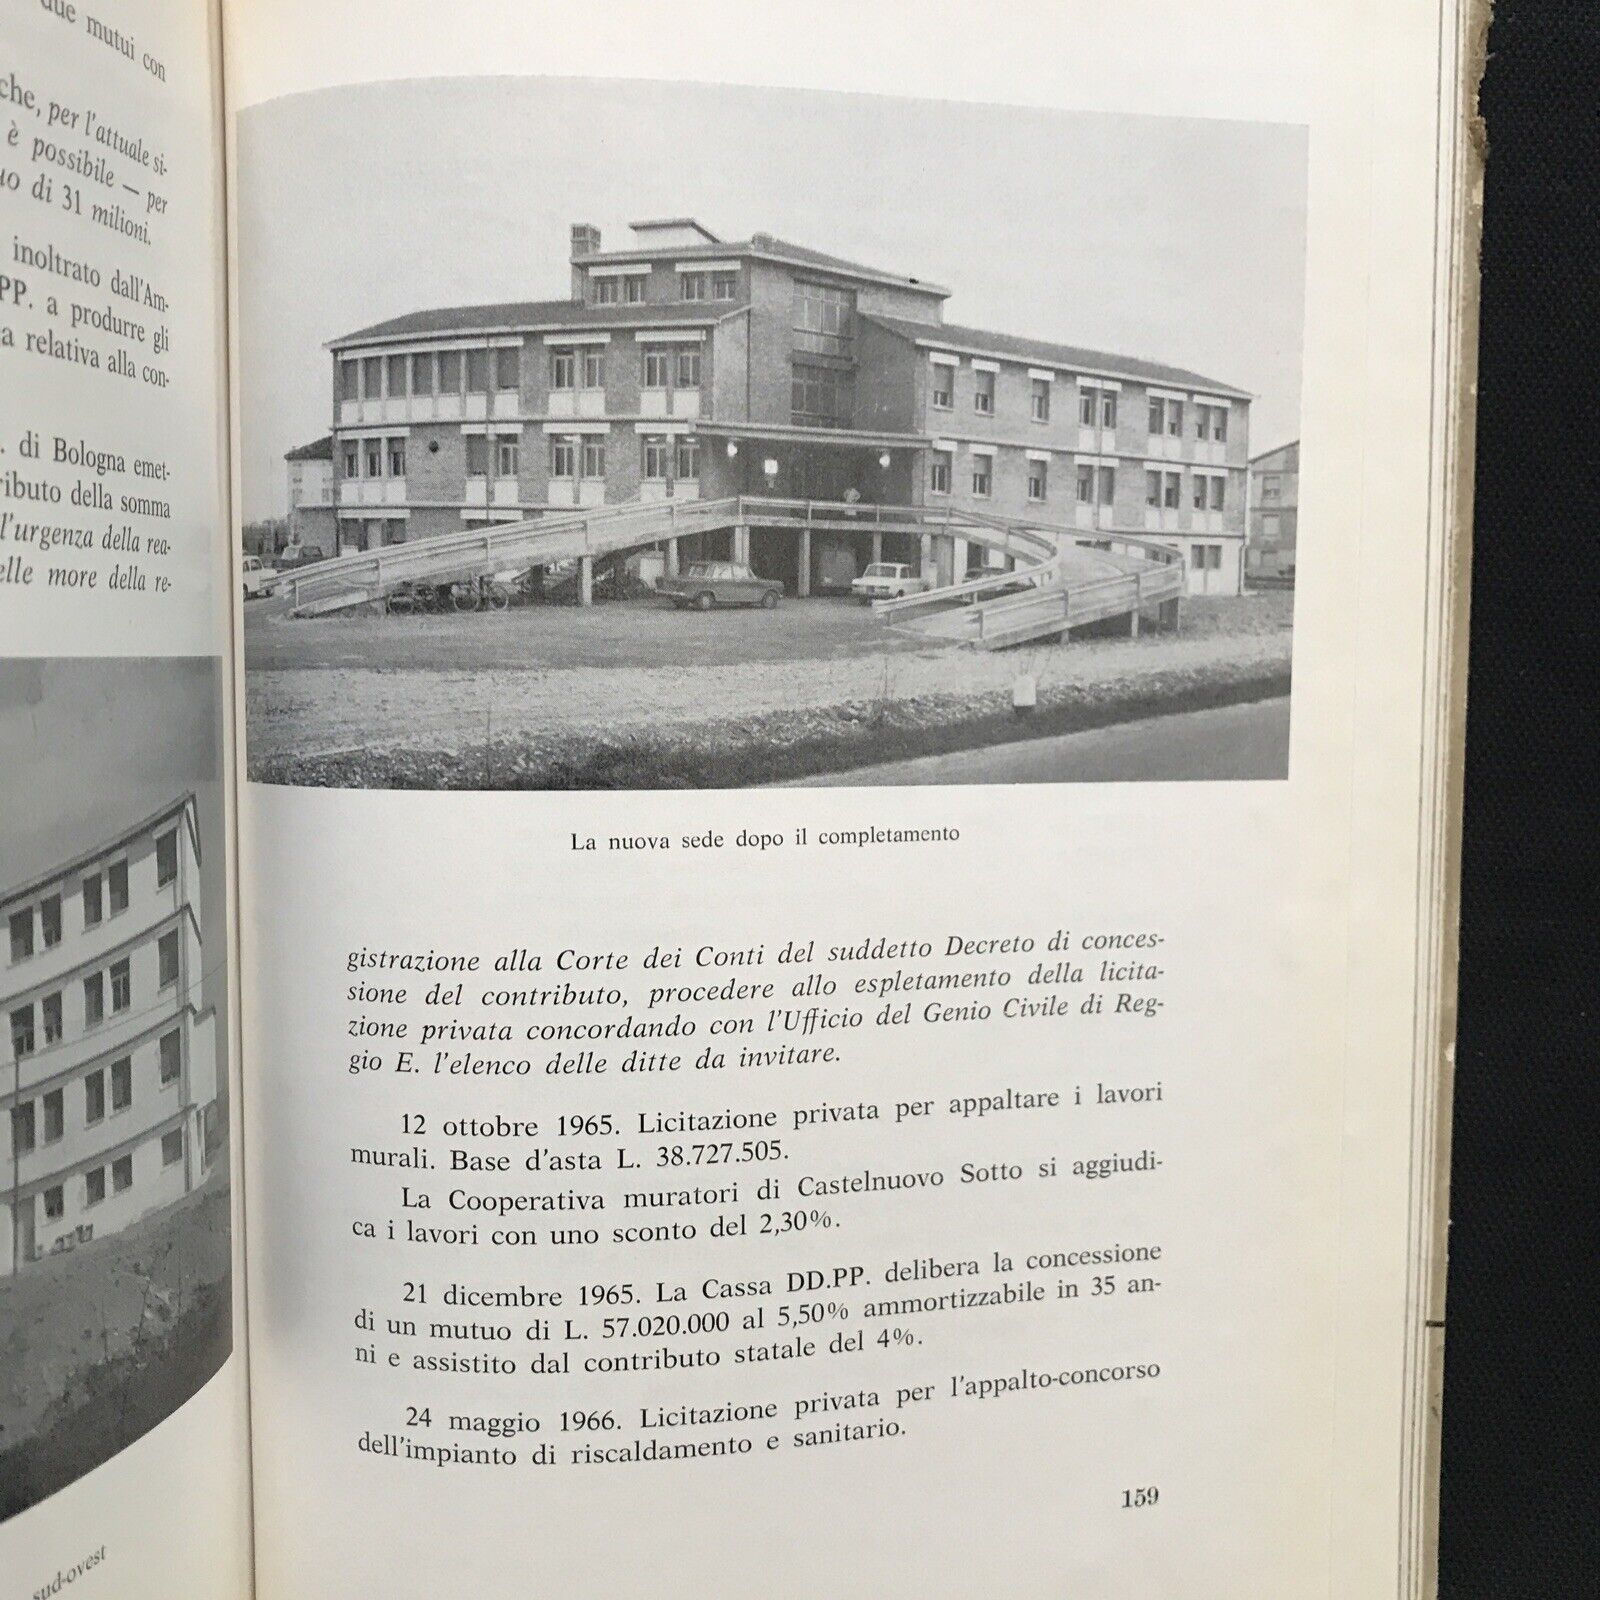 due mutui con
che, per l'attuale si-
è possibile — per
di 31 milioni.
inoltrato dall'Am-
PP. a produrre gli
a relativa alla con-
. di Bologna emet-
ributo della somma
l'urgenza della rea-
elle more della re-
sud-ovest
La nuova sede dopo il completamento
gistrazione alla Corte dei Conti del suddetto Decreto di conces-
sione del contributo, procedere allo espletamento della licita-
zione privata concordando con l'Ufficio del Genio Civile di Reg-
gio E. l'elenco delle ditte da invitare.
12 ottobre 1965. Licitazione privata per appaltare i lavori
murali. Base d'asta L. 38.727.505.
La Cooperativa muratori di Castelnuovo Sotto si aggiudi-
ca i lavori con uno sconto del 2,30%.
21 dicembre 1965. La Cassa DD.PP. delibera la concessione
di un mutuo di L. 57.020.000 al 5,50% ammortizzabile in 35 an-
ni e assistito dal contributo statale del 4%.
24 maggio 1966. Licitazione privata per l'appalto-concorso
dell'impianto di riscaldamento e sanitario.
159